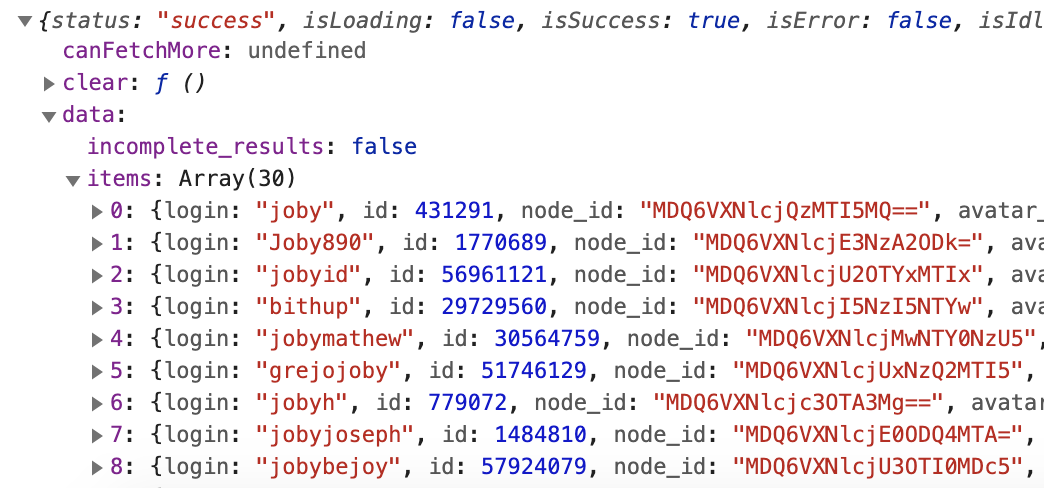 ▼{status: "success", isLoading: false, isSuccess: true, isError: false, isIdl
canFetchMore: undefined
▶clear: ƒ ()
▼data:
incomplete_results: false
▼items: Array(30)
▶0: {login: "joby", id: 431291, node_id: "MDQ6VXNlcjQzMTI5MQ==", avatar_
▶1: {login: "Joby890", id: 1770689, node_id: "MDQ6VXNlcjE3NzA2ODk=", ava
▶2: {login: "jobyid", id: 56961121, node_id: "MDQ6VXNlcjU2OTYxMTIx", ava
▶3: {login: "bithup", id: 29729560, node_id: "MDQ6VXNlcjI5NzI5NTYw", ava
▶4: {login: "jobymathew", id: 30564759, node_id: "MDQ6VXNlcjMwNTY0NzU5",
▶5: {login: "grejojoby", id: 51746129, node_id: "MDQ6VXNlcjUxNzQ2MTI5",
▶6: {login: "jobyh", id: 779072, node_id: "MDQ6VXNlcjc3OTA3Mg==", avatar
▶7: {login: "jobyjoseph", id: 1484810, node_id: "MDQ6VXNlcjE0ODQ4MTA=",
▶8: {login: "jobybejoy", id: 57924079, node_id: "MDQ6VXNlcjU3OTI0MDc5",